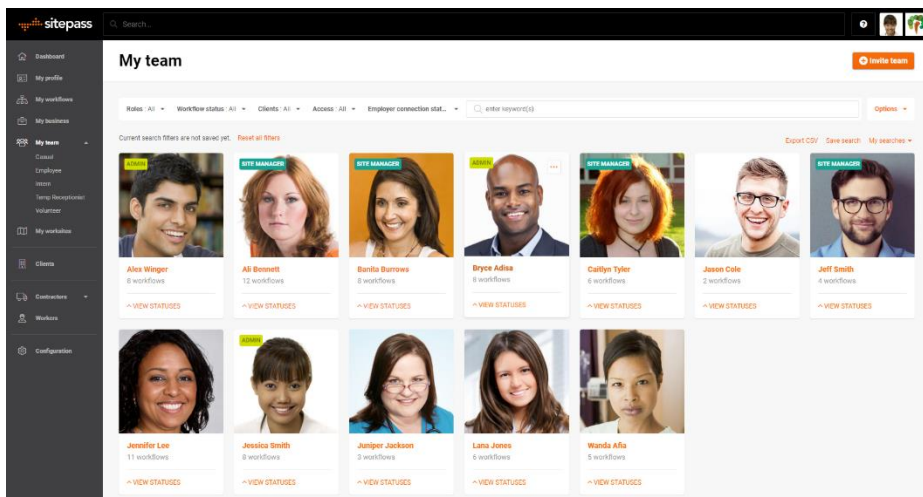 sitepass
Search...
Dashboard
My profile
My workflows
My business
My team
Casual
Employee
Intern
Temp Receptionist
Volunteer
My worksites
Clients
Contractors
Workers
Configuration
My team
Invite team
Roles : All Workflow status : All Clients : All Access : All Employer connection stat... enter keyword(s) Options
Current search filters are not saved yet. Reset all filters Export CSV Save search My searches
ADMIN SITE MANAGER SITE MANAGER ADMIN SITE MANAGER SITE MANAGER
Alex Winger Ali Bennett Banita Burrows Bryce Adisa Caitlyn Tyler Jason Cole Jeff Smith
8 workflows 12 workflows 8 workflows 8 workflows 6 workflows 2 workflows 4 workflows
VIEW STATUSES VIEW STATUSES VIEW STATUSES VIEW STATUSES VIEW STATUSES VIEW STATUSES VIEW STATUSES
ADMIN
Jennifer Lee Jessica Smith Juniper Jackson Lana Jones Wanda Afia
11 workflows 8 workflows 3 workflows 6 workflows 5 workflows
VIEW STATUSES VIEW STATUSES VIEW STATUSES VIEW STATUSES VIEW STATUSES